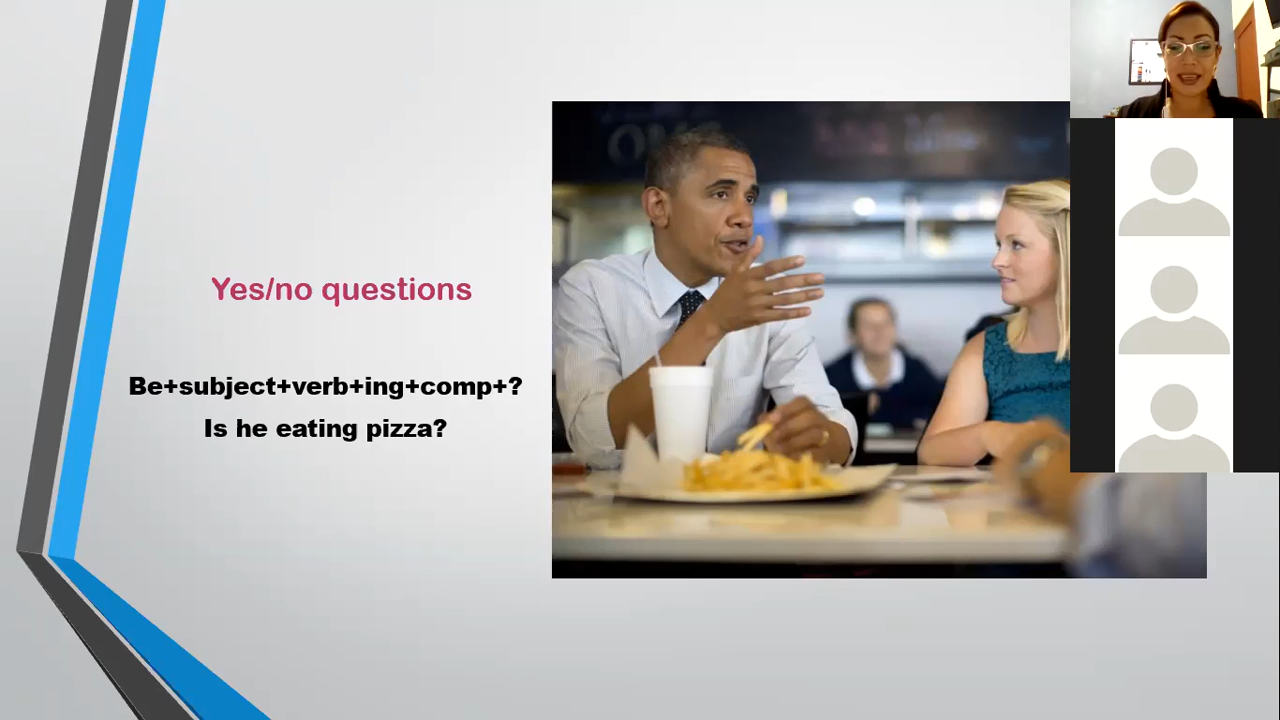 Yes/no questions
Be+subject+verb+ing+comp+?
Is he eating pizza?